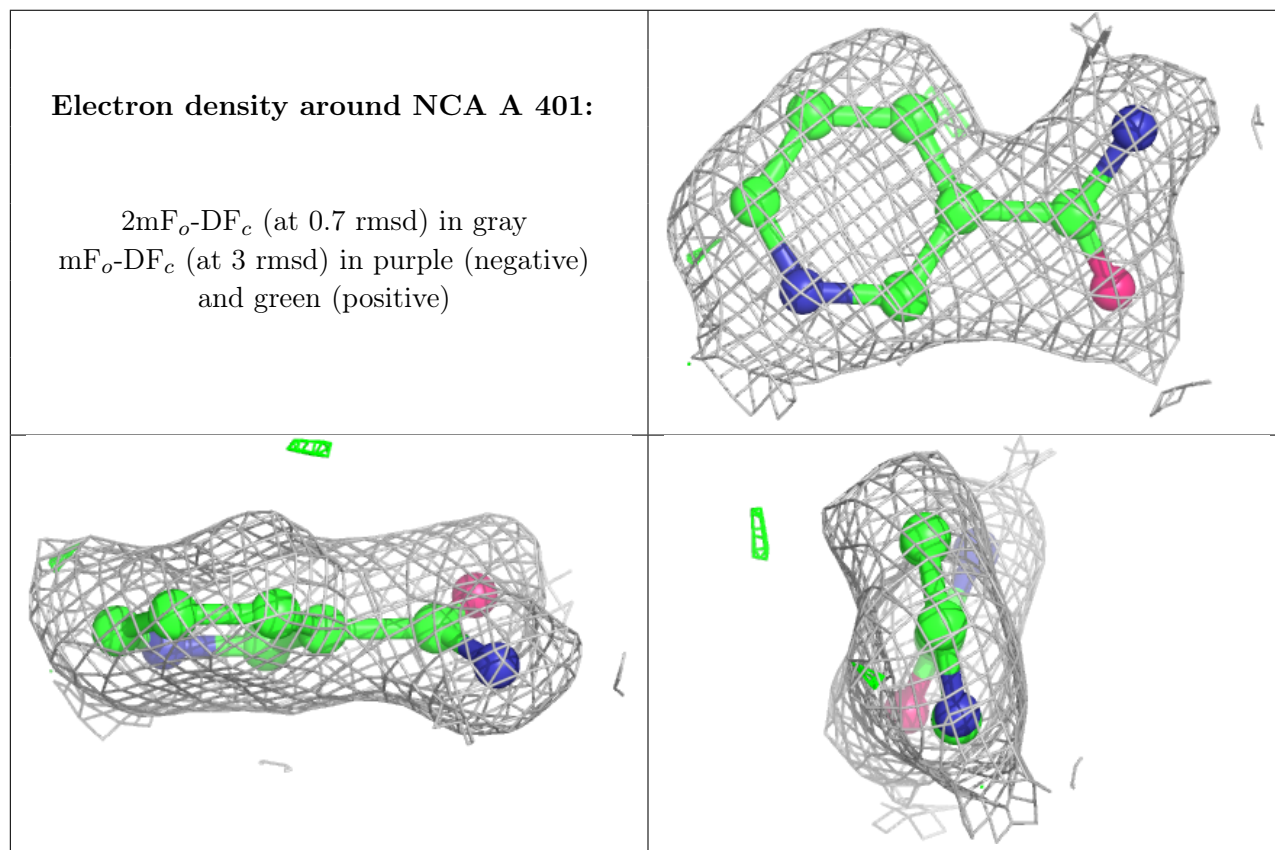 Electron density around NCA A 401:
2mFo-DFc (at 0.7 rmsd) in gray
mFo-DFc (at 3 rmsd) in purple (negative)
and green (positive)